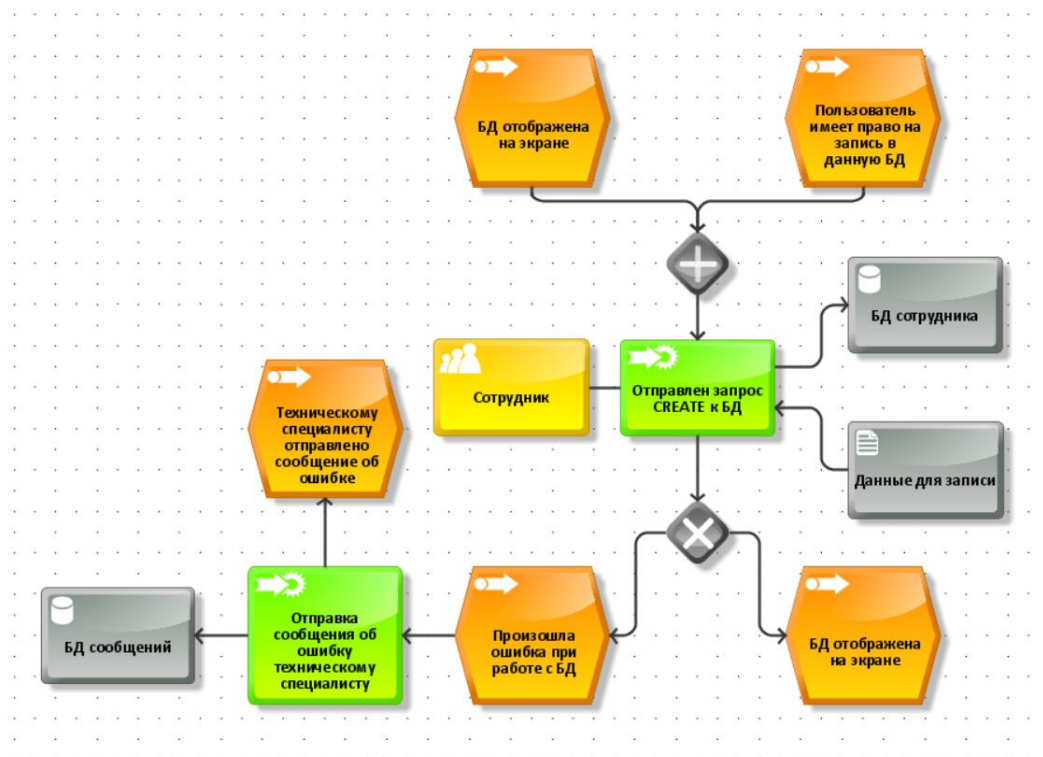 БД отображена
на экране
Пользователь
имеет право на
запись в
данную БД
БД сотрудника
Сотрудник
Отправлен запрос
CREATE к БД
Техническому
специалисту
отправлено
сообщение об
ошибке
Данные для записи
БД сообщений
Отправка
сообщения об
ошибку
техническому
специалисту
Произошла
ошибка при
работе с БД
БД отображена
на экране